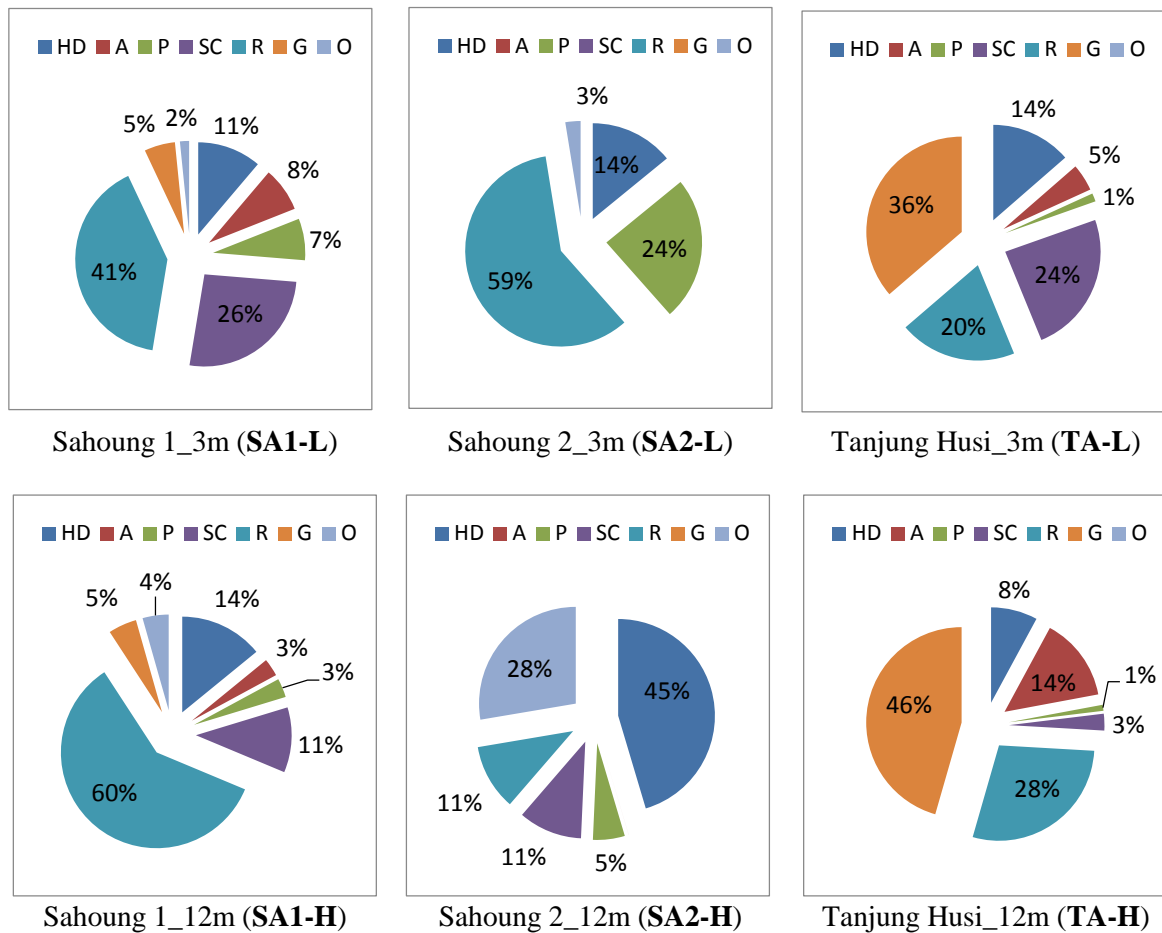 HD A P SC R G O
11%
8%
7%
26%
41%
5%
2%
Sahoung 1_3m (SA1-L)
HD A P SC R G O
14%
24%
59%
3%
Sahoung 2_3m (SA2-L)
HD A P SC R G O
14%
5%
1%
24%
20%
36%
Tanjung Husi_3m (TA-L)
HD A P SC R G O
14%
3%
3%
11%
60%
5%
4%
Sahoung 1_12m (SA1-H)
HD A P SC R G O
45%
5%
11%
11%
28%
Sahoung 2_12m (SA2-H)
HD A P SC R G O
8%
14%
1%
3%
28%
46%
Tanjung Husi_12m (TA-H)